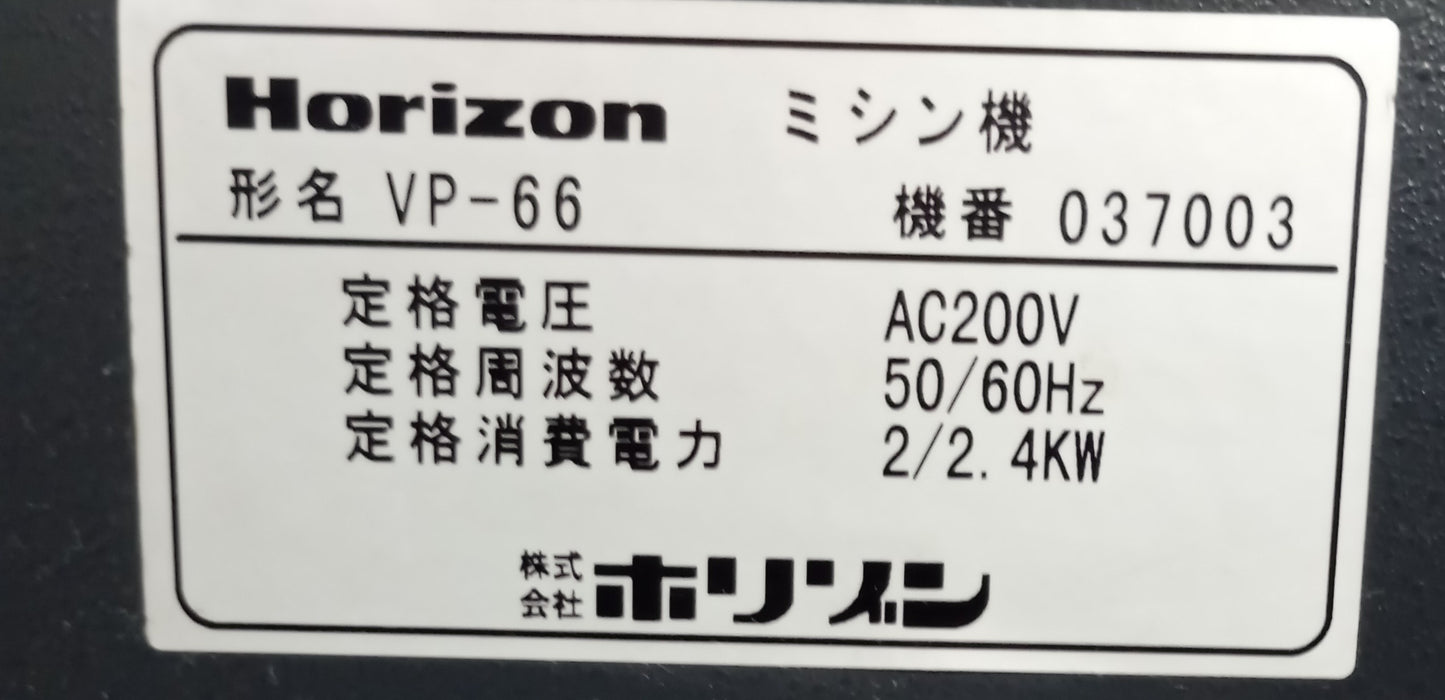 Horizon ミシン機
形名 VP-66 機番 037003
定格電圧 AC200V
定格周波数 50/60Hz
定格消費電力 2/2.4KW
株式会社 ホリゾン